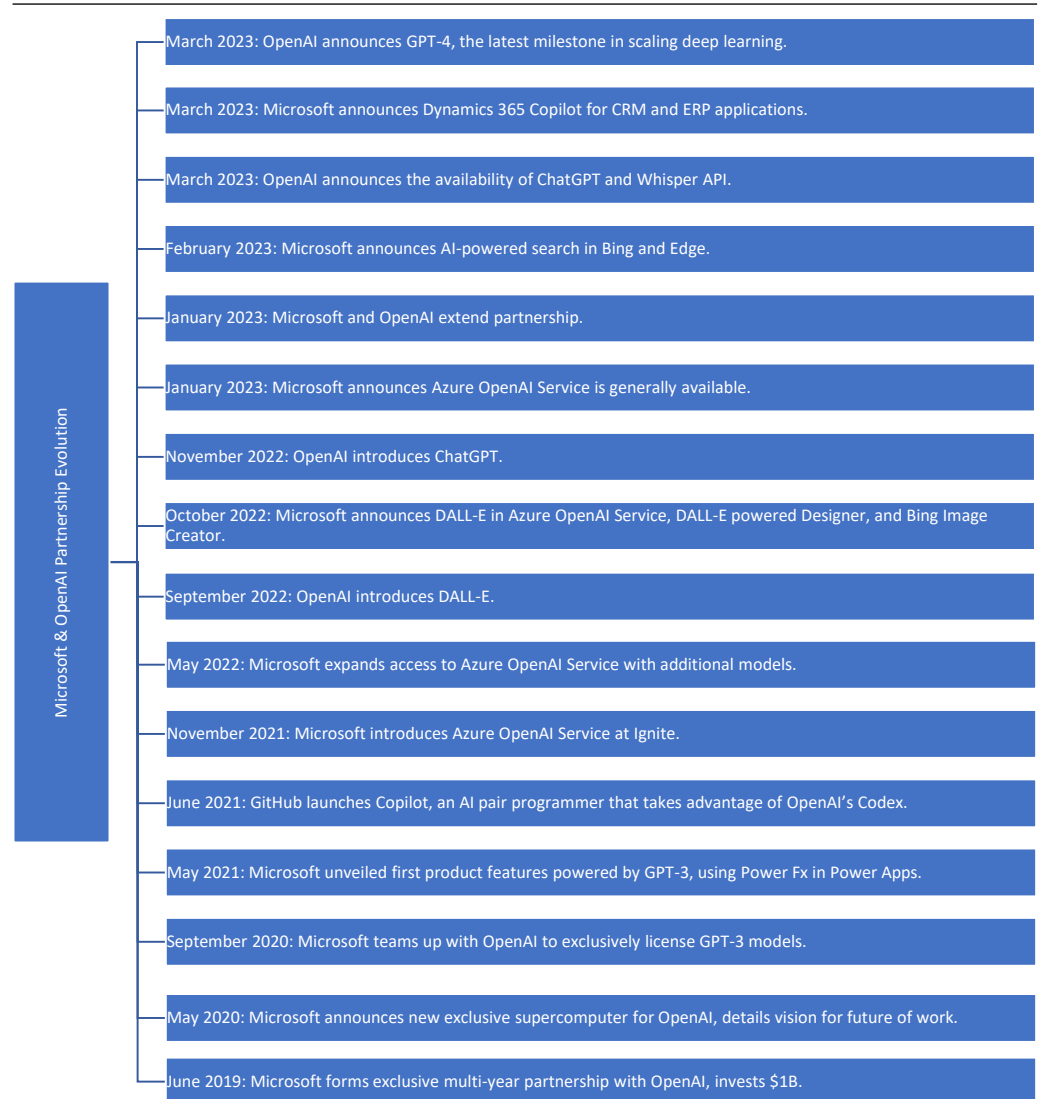 March 2023: OpenAI announces GPT-4, the latest milestone in scaling deep learning.
March 2023: Microsoft announces Dynamics 365 Copilot for CRM and ERP applications.
March 2023: OpenAI announces the availability of ChatGPT and Whisper API.
February 2023: Microsoft announces AI-powered search in Bing and Edge.
January 2023: Microsoft and OpenAI extend partnership.
January 2023: Microsoft announces Azure OpenAI Service is generally available.
Microsoft & OpenAI Partnership Evolution
November 2022: OpenAI introduces ChatGPT.
October 2022: Microsoft announces DALL-E in Azure OpenAI Service, DALL-E powered Designer, and Bing Image
Creator.
September 2022: OpenAI introduces DALL-E.
May 2022: Microsoft expands access to Azure OpenAI Service with additional models.
November 2021: Microsoft introduces Azure OpenAI Service at Ignite.
June 2021: GitHub launches Copilot, an AI pair programmer that takes advantage of OpenAI’s Codex.
May 2021: Microsoft unveiled first product features powered by GPT-3, using Power Fx in Power Apps.
September 2020: Microsoft teams up with OpenAI to exclusively license GPT-3 models.
May 2020: Microsoft announces new exclusive supercomputer for OpenAI, details vision for future of work.
June 2019: Microsoft forms exclusive multi-year partnership with OpenAI, invests $1B.